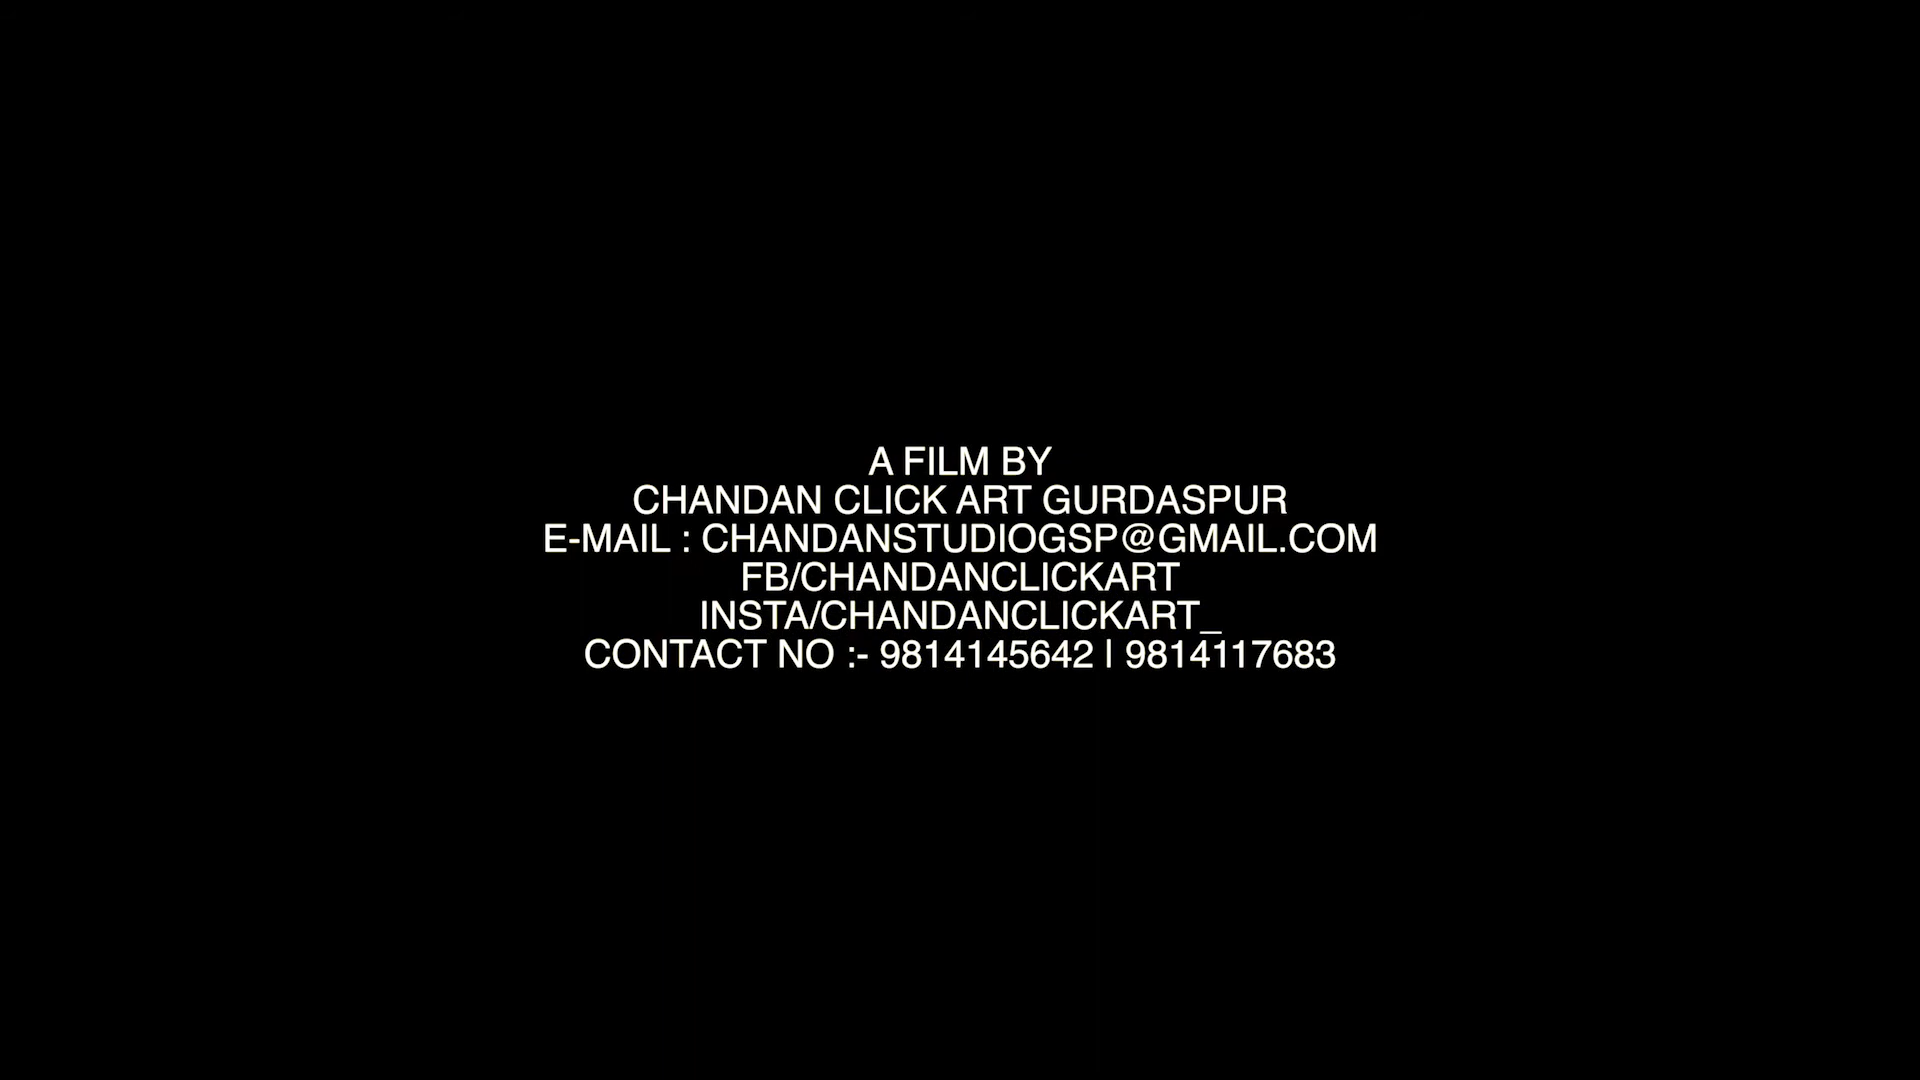 A FILM BY
CHANDAN CLICK ART GURDASPUR
E-MAIL : CHANDANSTUDIOGSP@GMAIL.COM
FB/CHANDANCLICKART
INSTA/CHANDANCLICKART_
CONTACT NO :- 9814145642 | 9814117683